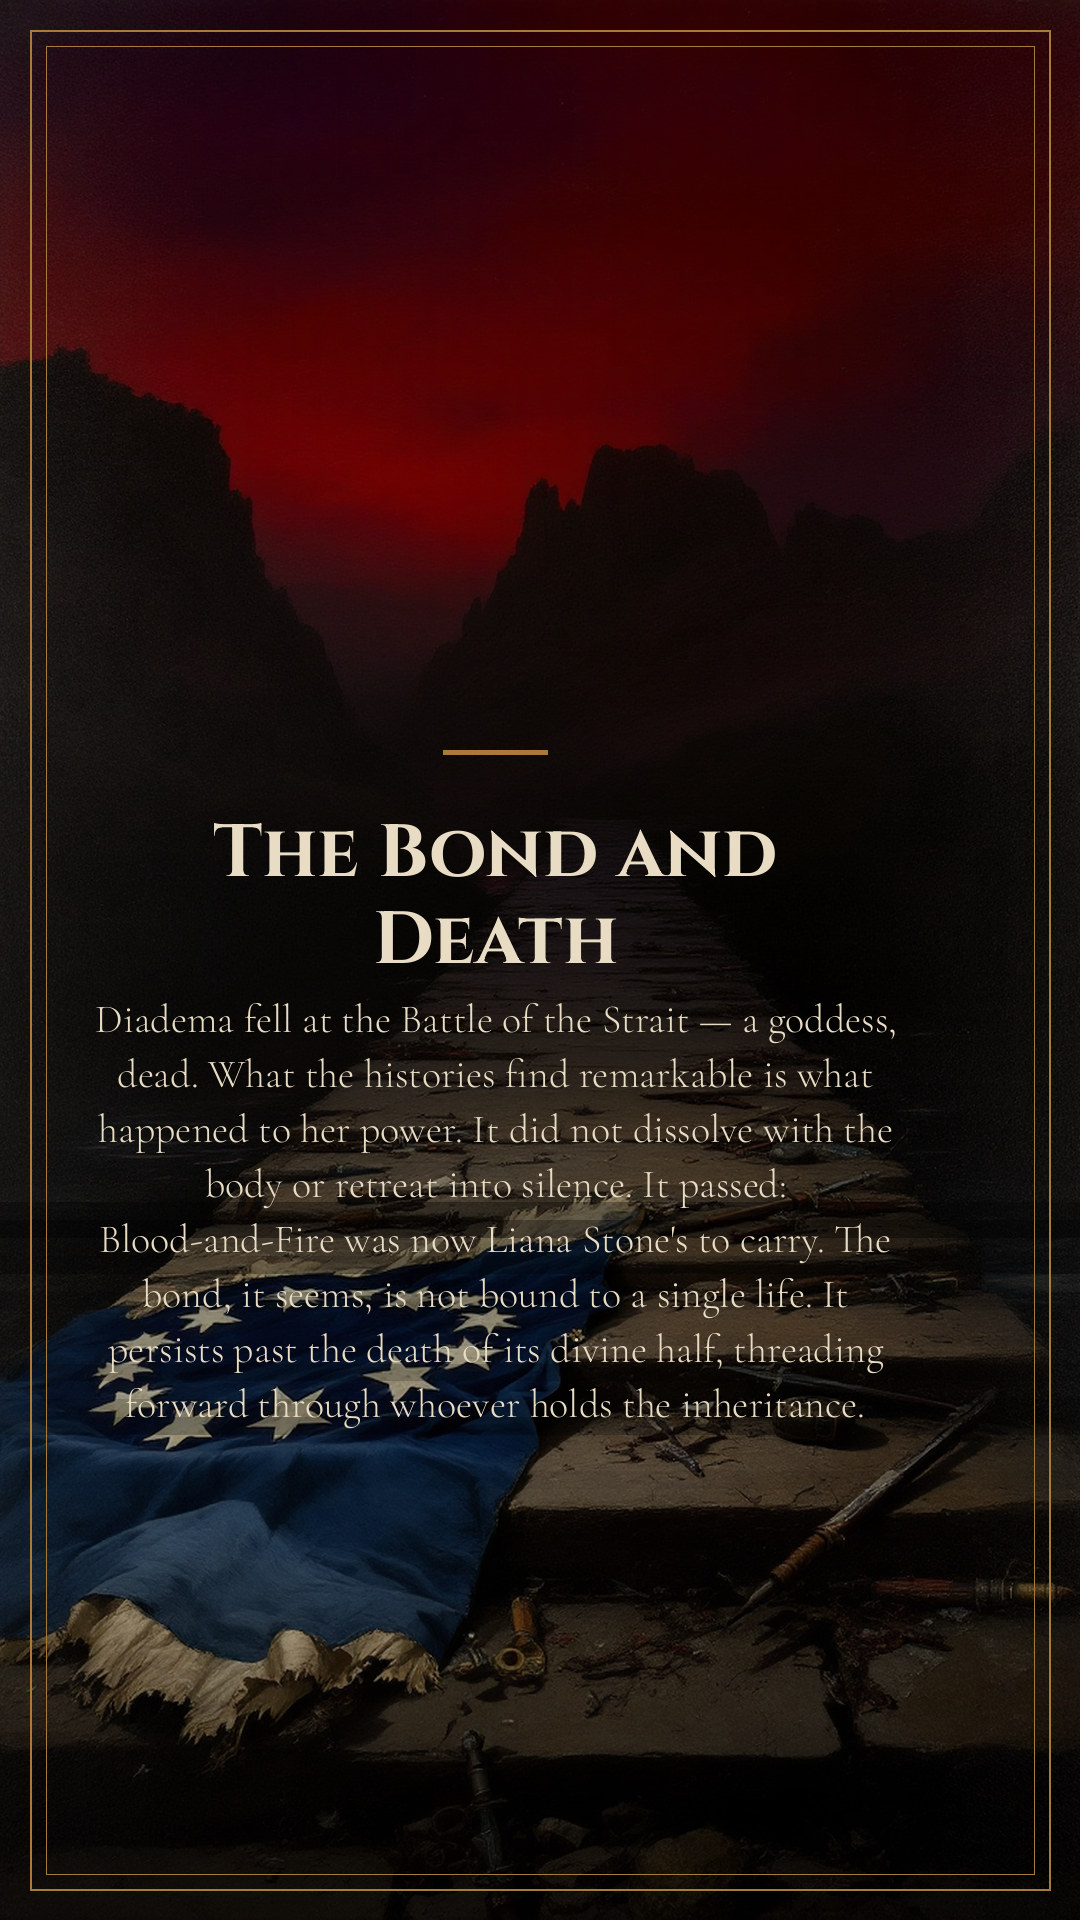 The Bond and
Death
Diadema fell at the Battle of the Strait — a goddess,
dead. What the histories find remarkable is what
happened to her power. It did not dissolve with the
body or retreat into silence. It passed:
Blood-and-Fire was now Liana Stone's to carry. The
bond, it seems, is not bound to a single life. It
persists past the death of its divine half, threading
forward through whoever holds the inheritance.